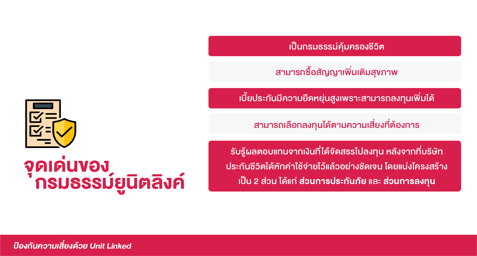 จุดเด่นของ
กรมธรรม์ยูนิตลิงค์
เป็นกรมธรรม์คุ้มครองชีวิต
สามารถซื้อสัญญาเพิ่มเติมสุขภาพ
เบี้ยประกันมีความยืดหยุ่นสูงเพราะสามารถลงทุนเพิ่มได้
สามารถเลือกลงทุนได้ตามความเสี่ยงที่ต้องการ
รับรู้ผลตอบแทนจากเงินที่ได้จัดสรรไปลงทุน หลังจากที่บริษัท
ประกันชีวิตได้หักค่าใช้จ่ายไว้แล้วอย่างชัดเจน โดยแบ่งโครงสร้าง
เป็น 2 ส่วน ได้แก่ ส่วนการประกันภัย และ ส่วนการลงทุน
ป้องกันความเสี่ยงด้วย Unit Linked